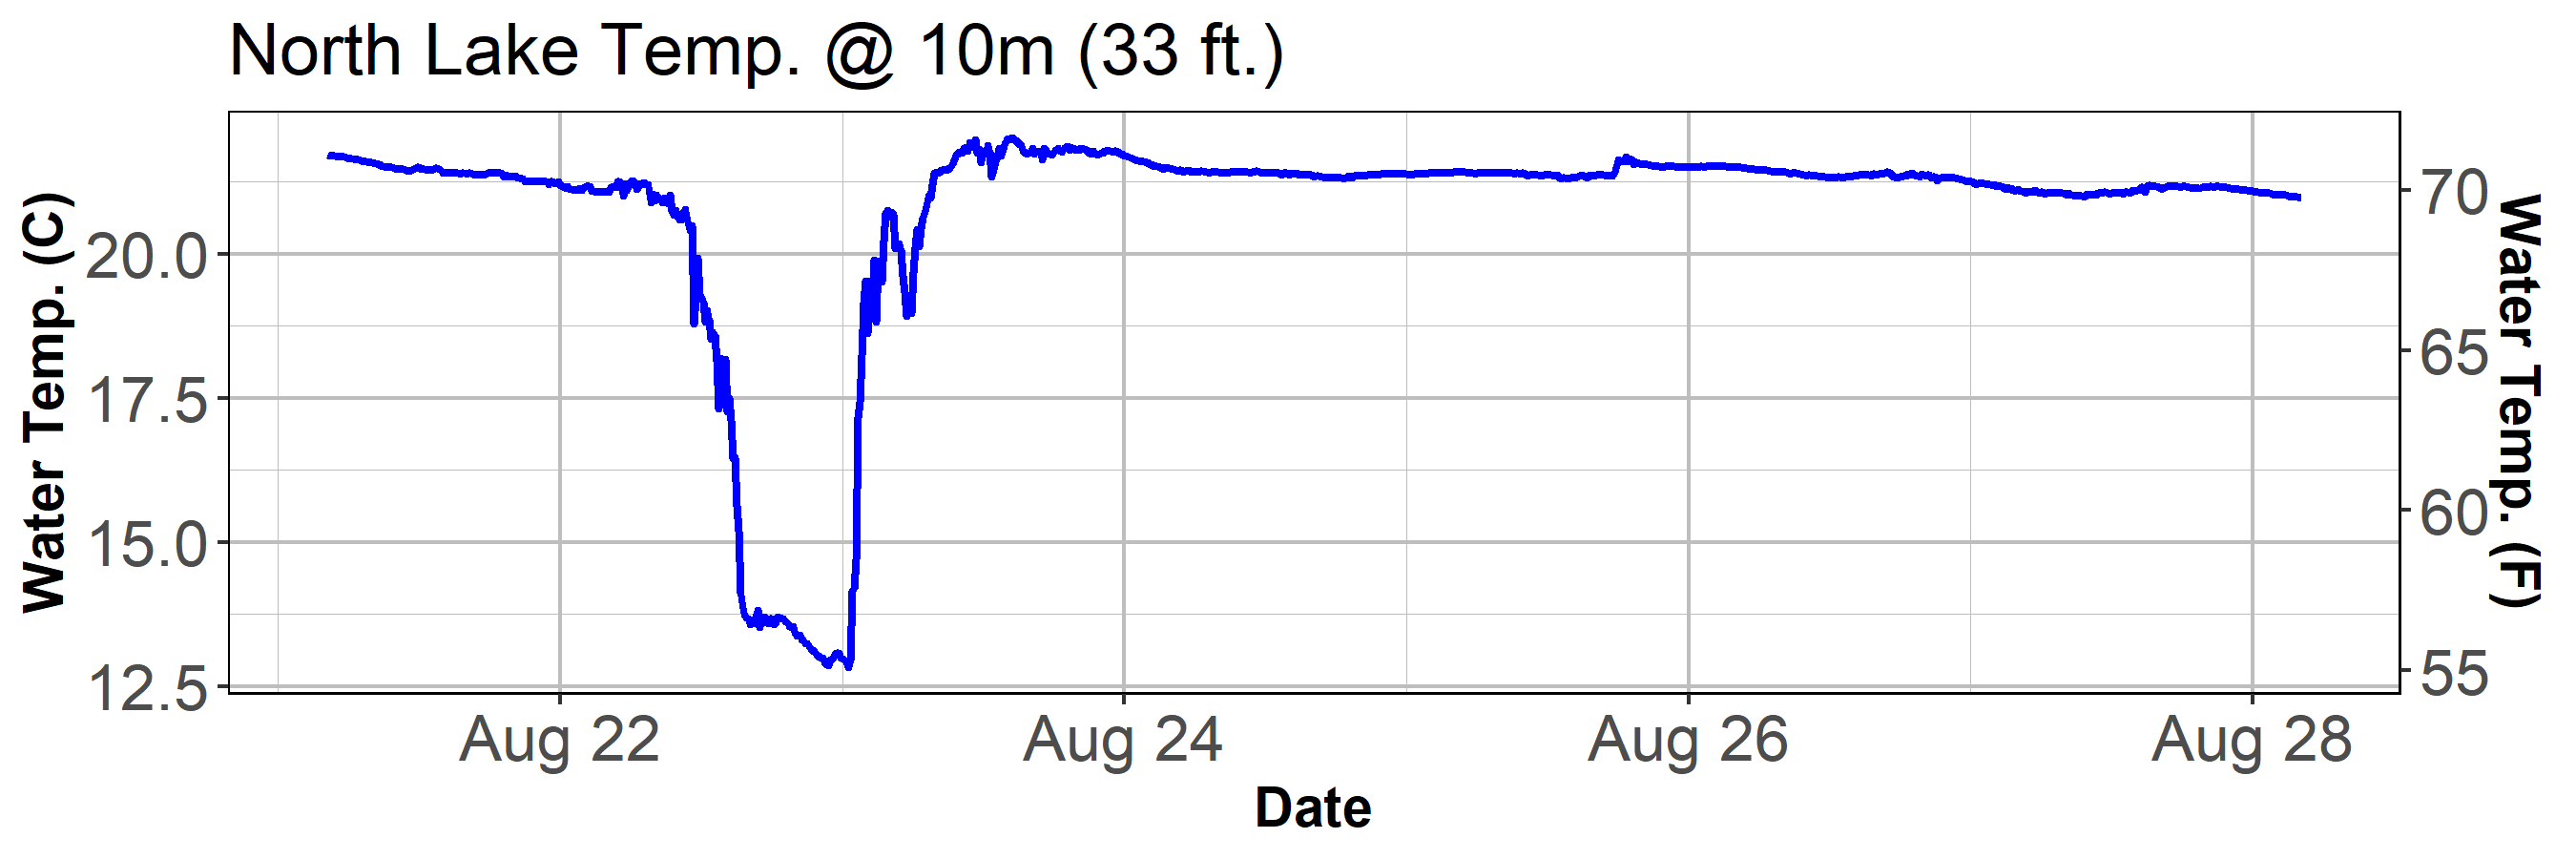 North Lake Temp. @ 10m (33 ft.)
Water Temp. (C)
20.0
17.5
15.0
12.5
70
65
60
55
Water Temp. (F)
Aug 22
Aug 24
Aug 26
Aug 28
Date